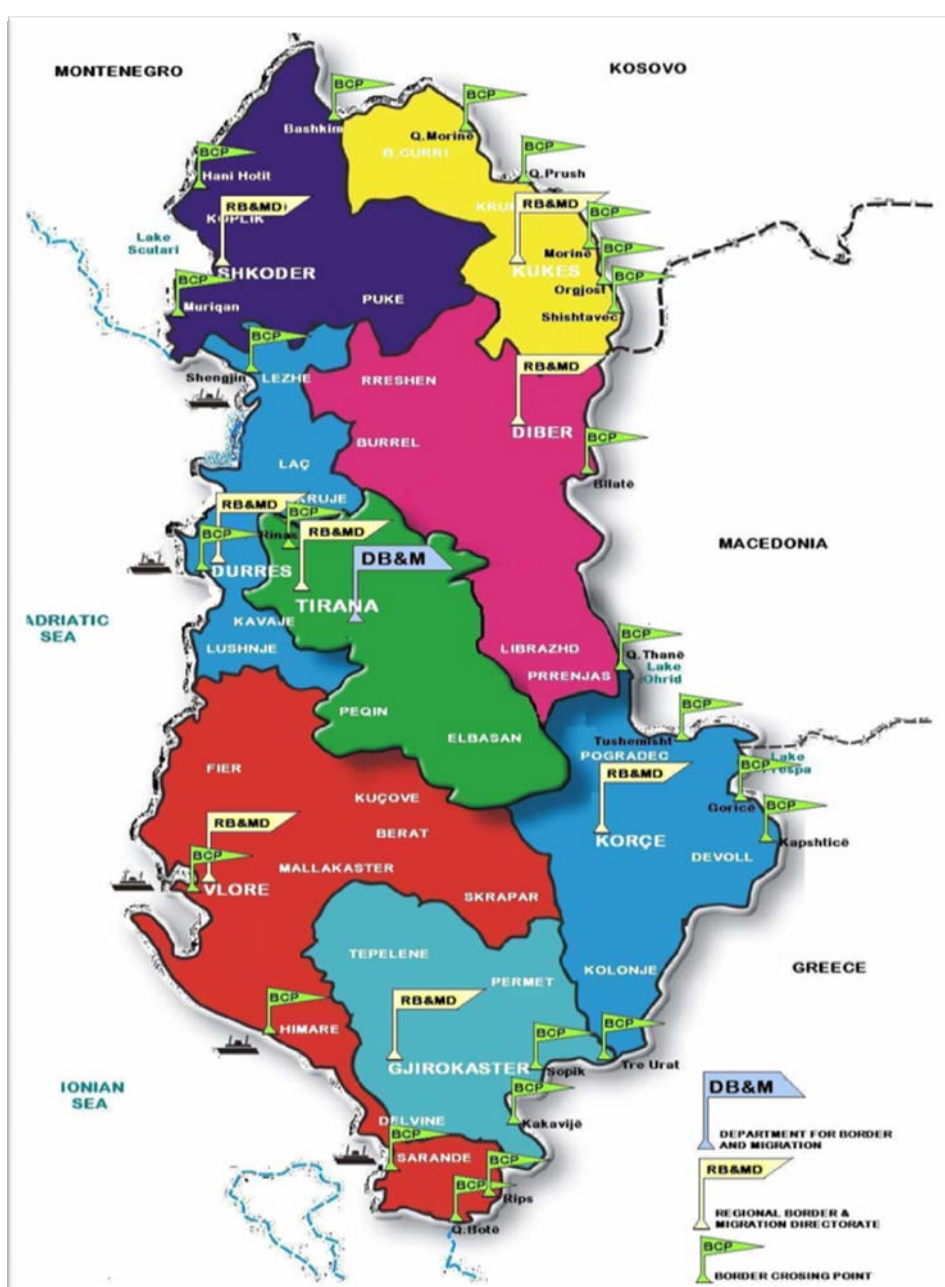 MONTENEGRO
KOSOVO
BCP
Bashkim
BCP
Q.Morinë
B.CURRI
BCP
Q.Prush
BCP
Hani Hotit
RB&MD
KOPLIK
RB&MD
BCP
Lake
Scutari
SHKODER
Morinë
BCP
KUKES
Orgjost
BCP
Muriqan
PUKE
BCP
Shishtavec
BCP
Shengjin
LEZHE
RRESHEN
RB&MD
DIBER
BURREL
BCP
Bllatë
LAÇ
KRUJE
RB&MD
BCP
Rinas
RB&MD
BCP
DURRES
DB&M
MACEDONIA
TIRANA
ADRIATIC
SEA
KAVAJE
LUSHNJE
LIBRAZHD
PRRENJAS
BCP
Q.Thanë
Lake
Ohrid
PEQIN
ELBASAN
BCP
Tushemisht
POGRADEC
Lake
Prespa
FIER
RB&MD
BCP
Goricë
KUÇOVE
BCP
Kapshticë
RB&MD
BERAT
KORÇE
DEVOLL
BCP
VLORE
MALLAKASTER
SKRAPAR
TEPELENE
PERMET
KOLONJE
GREECE
RB&MD
BCP
HIMARE
BCP
Sopik
BCP
Tre Urat
GJIROKASTER
IONIAN
SEA
BCP
Kakavijë
DELVINE
BCP
SARANDE
BCP
Rips
BCP
Q.Botë
DB&M
DEPARTMENT FOR BORDER
AND MIGRATION
RB&MD
REGIONAL BORDER &
MIGRATION DIRECTORATE
BCP
BORDER CROSING POINT